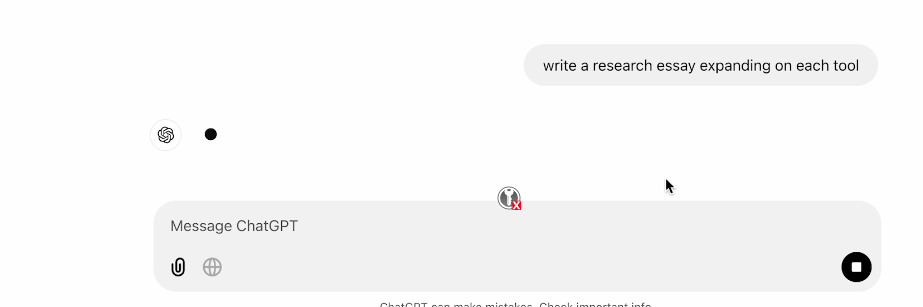 write a research essay expanding on each tool
Message ChatGPT
ChatGPT can make mistakes. Check important info.